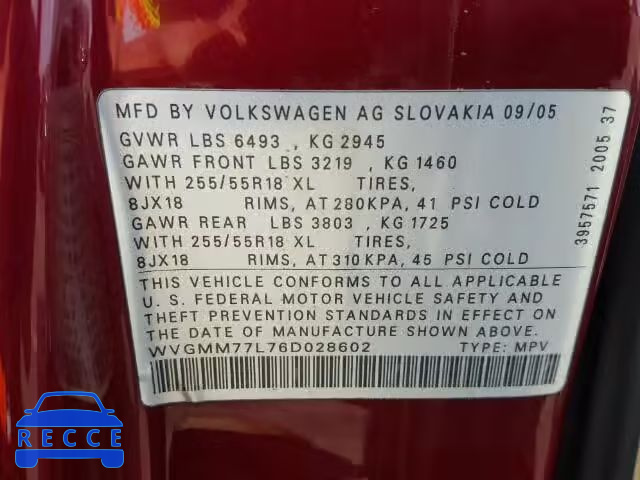 MFD BY VOLKSWAGEN AG SLOVAKIA 09/05
GVWR LBS 6493 , KG 2945
GAWR FRONT LBS 3219 , KG 1460
WITH 255/55R18 XL TIRES,
8JX18 RIMS, AT 280KPA, 41 PSI COLD
GAWR REAR LBS 3803 , KG 1725
WITH 255/55R18 XL TIRES,
8JX18 RIMS, AT 310KPA, 45 PSI COLD
THIS VEHICLE CONFORMS TO ALL APPLICABLE
U. S. FEDERAL MOTOR VEHICLE SAFETY AND
THEFT PREVENTION STANDARDS IN EFFECT ON
THE DATE OF MANUFACTURE SHOWN ABOVE.
WVGMM77L76D028602 TYPE: MPV
3957571 2005 37
RECCE